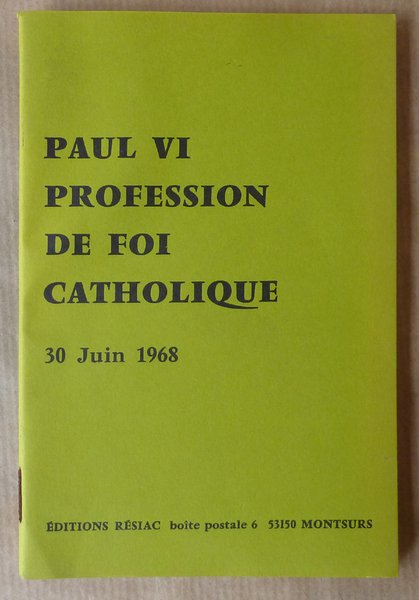 PAUL VI
PROFESSION
DE FOI
CATHOLIQUE
30 Juin 1968
ÉDITIONS RÉSIAC boîte postale 6 53150 MONTSURS